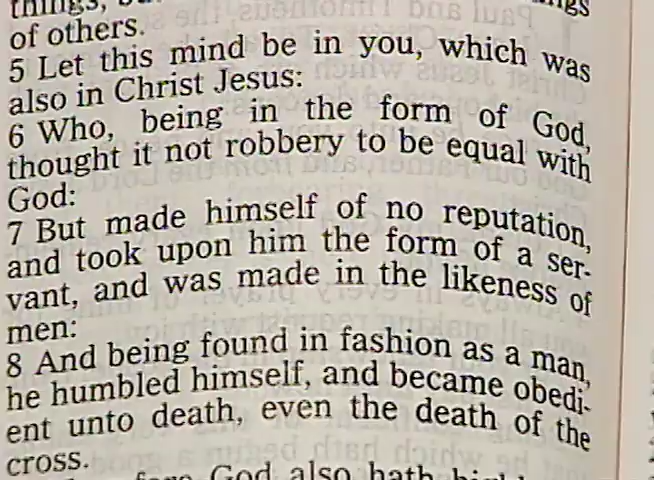 of others.
5 Let this mind be in you, which was
also in Christ Jesus:
6 Who, being in the form of God,
thought it not robbery to be equal with
God:
7 But made himself of no reputation,
and took upon him the form of a ser-
vant, and was made in the likeness of
men:
8 And being found in fashion as a man,
he humbled himself, and became obedi-
ent unto death, even the death of the
cross.
God also hath